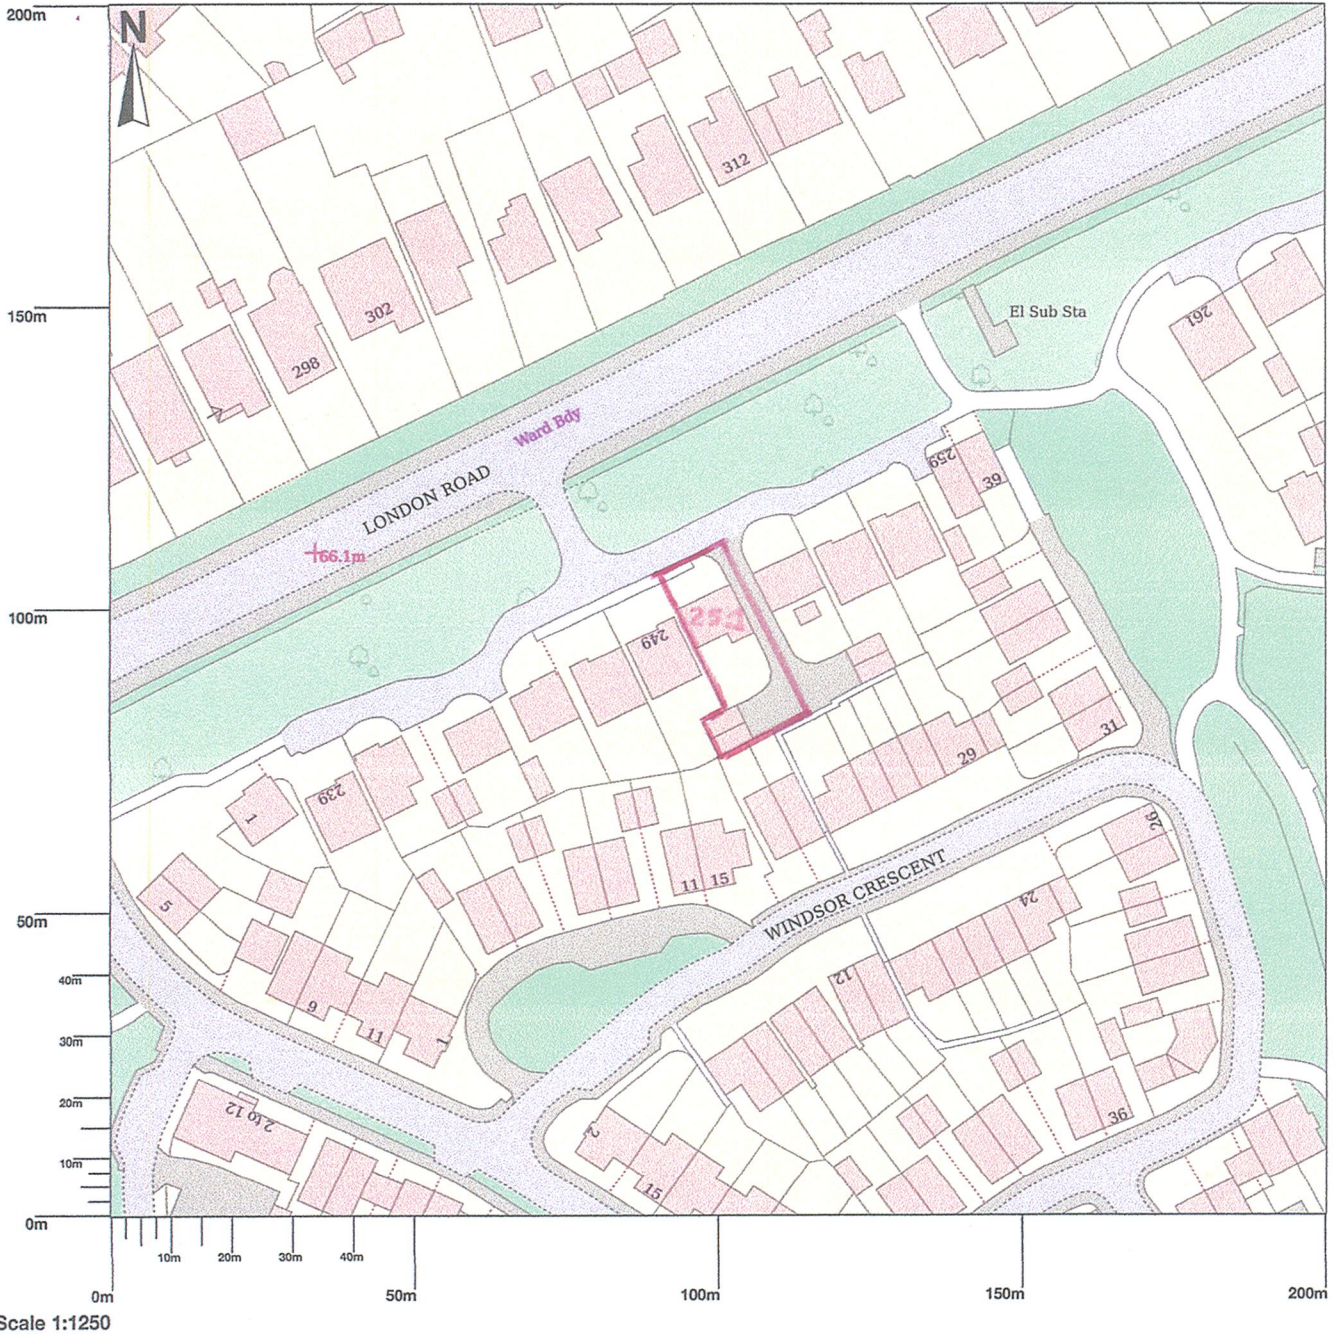 200m
N
312
150m
El Sub Sta
261
302
298
Ward Bdy
259
39
LONDON ROAD
66.1m
100m
251
249
31
29
239
1
26
11 15
5
50m
WINDSOR CRESCENT
24
40m
12
9
11
1
30m
20m
2 to 12
36
2
10m
15
0m
10m
20m
30m
40m
0m
50m
100m
150m
200m
Scale 1:1250